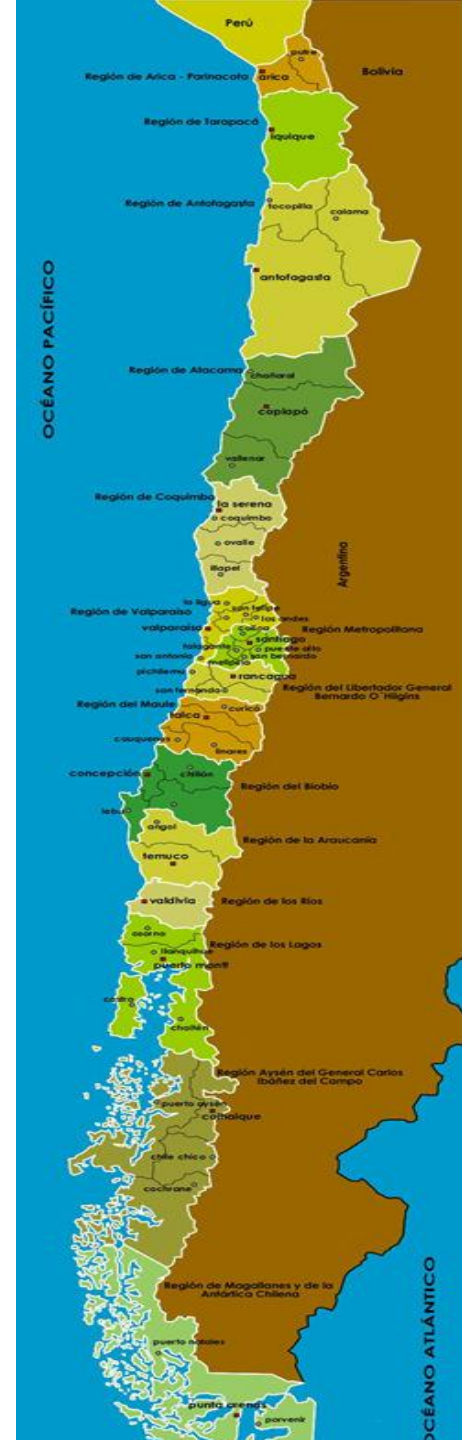 Perú
putre
Bolivia
Región de Arica - Parinacota
arica
Región de Tarapacá
iquique
Región de Antofagasta
tocopilla
calama
antofagasta
OCÉANO PACÍFICO
Región de Atacama
chañaral
copiapó
vallenar
Región de Coquimbo
la serena
coquimbo
ovalle
Argentina
illapel
la ligua
san felipe
Región de Valparaíso
los andes
colina
valparaíso
Región Metropolitana
santiago
talagante
puente alto
san antonio
san bernardo
melipilla
pichilemu
rancagua
san fernando
Región del Libertador General
Bernardo O´Higins
Región del Maule
curicó
talca
cauquenes
linares
concepción
chillán
Región del Biobío
lebu
angol
Región de la Araucanía
temuco
valdivia
Región de los Ríos
osorno
Región de los Lagos
llanquihue
puerto montt
castro
chaitén
Región Aysén del General Carlos
Ibáñez del Campo
puerto aysén
coihaique
chile chico
cochrane
Región de Magallanes y de la
Antártica Chilena
OCÉANO ATLÁNTICO
puerto natales
punta arenas
porvenir